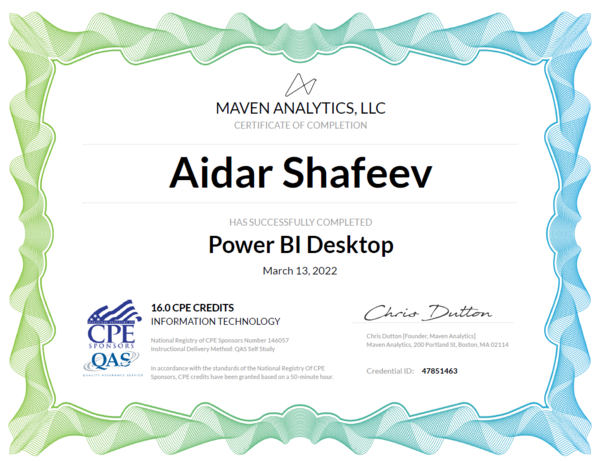 MAVEN ANALYTICS, LLC
CERTIFICATE OF COMPLETION
Aidar Shafeev
HAS SUCCESSFULLY COMPLETED
Power BI Desktop
March 13, 2022
CPE
SPONSORS
QAS
QUALITY ASSURANCE SERVICE
16.0 CPE CREDITS
INFORMATION TECHNOLOGY
National Registry of CPE Sponsors Number 146057
Instructional Delivery Method: QAS Self Study
In accordance with the standards of the National Registry Of CPE
Sponsors, CPE credits have been granted based on a 50-minute hour.
Chris Dutton
Chris Dutton [Founder, Maven Analytics]
Maven Analytics, 200 Portland St, Boston, MA 02114
Credential ID: 47851463